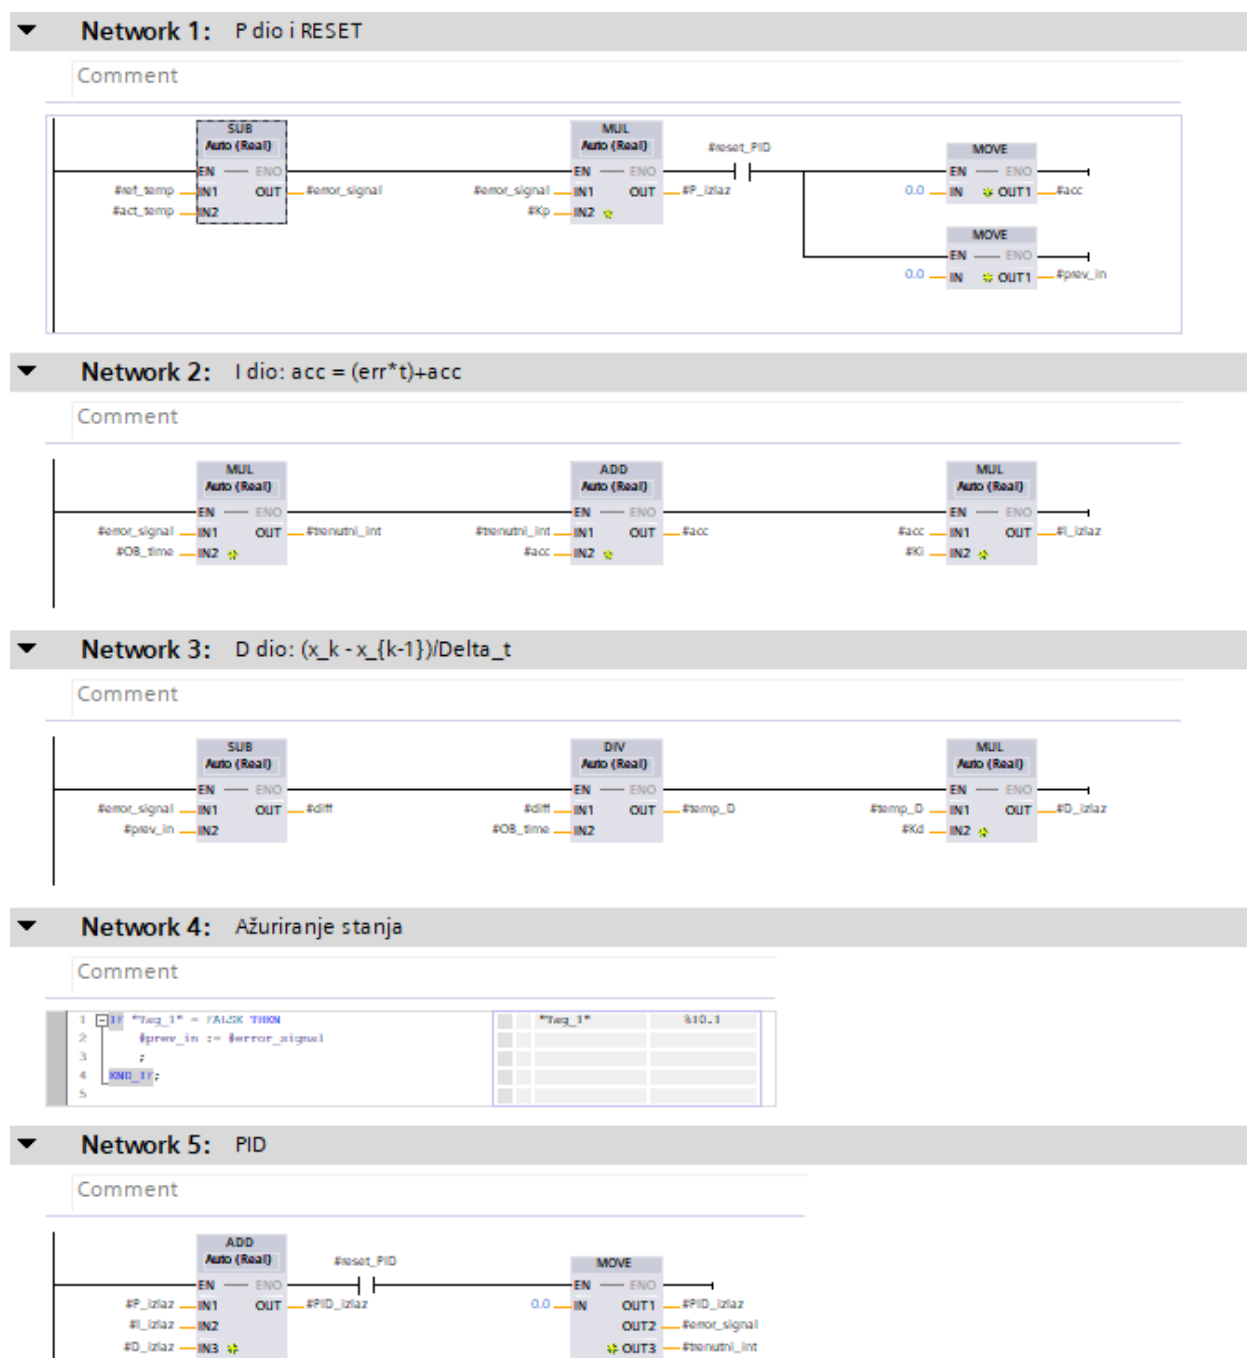 Network 1: P dio i RESET
Comment
SUB
Auto (Real)
EN ENO
#ref_temp IN1 OUT #error_signal
#act_temp IN2
MUL
Auto (Real)
EN ENO
#error_signal IN1 OUT #P_izlaz
#Kp IN2
#reset_PID
MOVE
EN ENO
0.0 IN OUT1 #acc
MOVE
EN ENO
0.0 IN OUT1 #prev_in
Network 2: I dio: acc = (err*t)+acc
Comment
MUL
Auto (Real)
EN ENO
#error_signal IN1 OUT #trenutni_int
#OB_time IN2
ADD
Auto (Real)
EN ENO
#trenutni_int IN1 OUT #acc
#acc IN2
MUL
Auto (Real)
EN ENO
#acc IN1 OUT #I_izlaz
#Ki IN2
Network 3: D dio: (x_k - x_{k-1})/Delta_t
Comment
SUB
Auto (Real)
EN ENO
#error_signal IN1 OUT #diff
#prev_in IN2
DIV
Auto (Real)
EN ENO
#diff IN1 OUT #temp_D
#OB_time IN2
MUL
Auto (Real)
EN ENO
#temp_D IN1 OUT #D_izlaz
#Kd IN2
Network 4: Ažuriranje stanja
Comment
1 IF "Tag_1" = FALSE THEN
2 #prev_in := #error_signal
3 ;
4 END_IF;
5
"Tag_1" %I0.1
Network 5: PID
Comment
ADD
Auto (Real)
EN ENO
#P_izlaz IN1 OUT #PID_izlaz
#I_izlaz IN2
#D_izlaz IN3
#reset_PID
MOVE
EN ENO
0.0 IN OUT1 #PID_izlaz
OUT2 #error_signal
OUT3 #trenutni_int